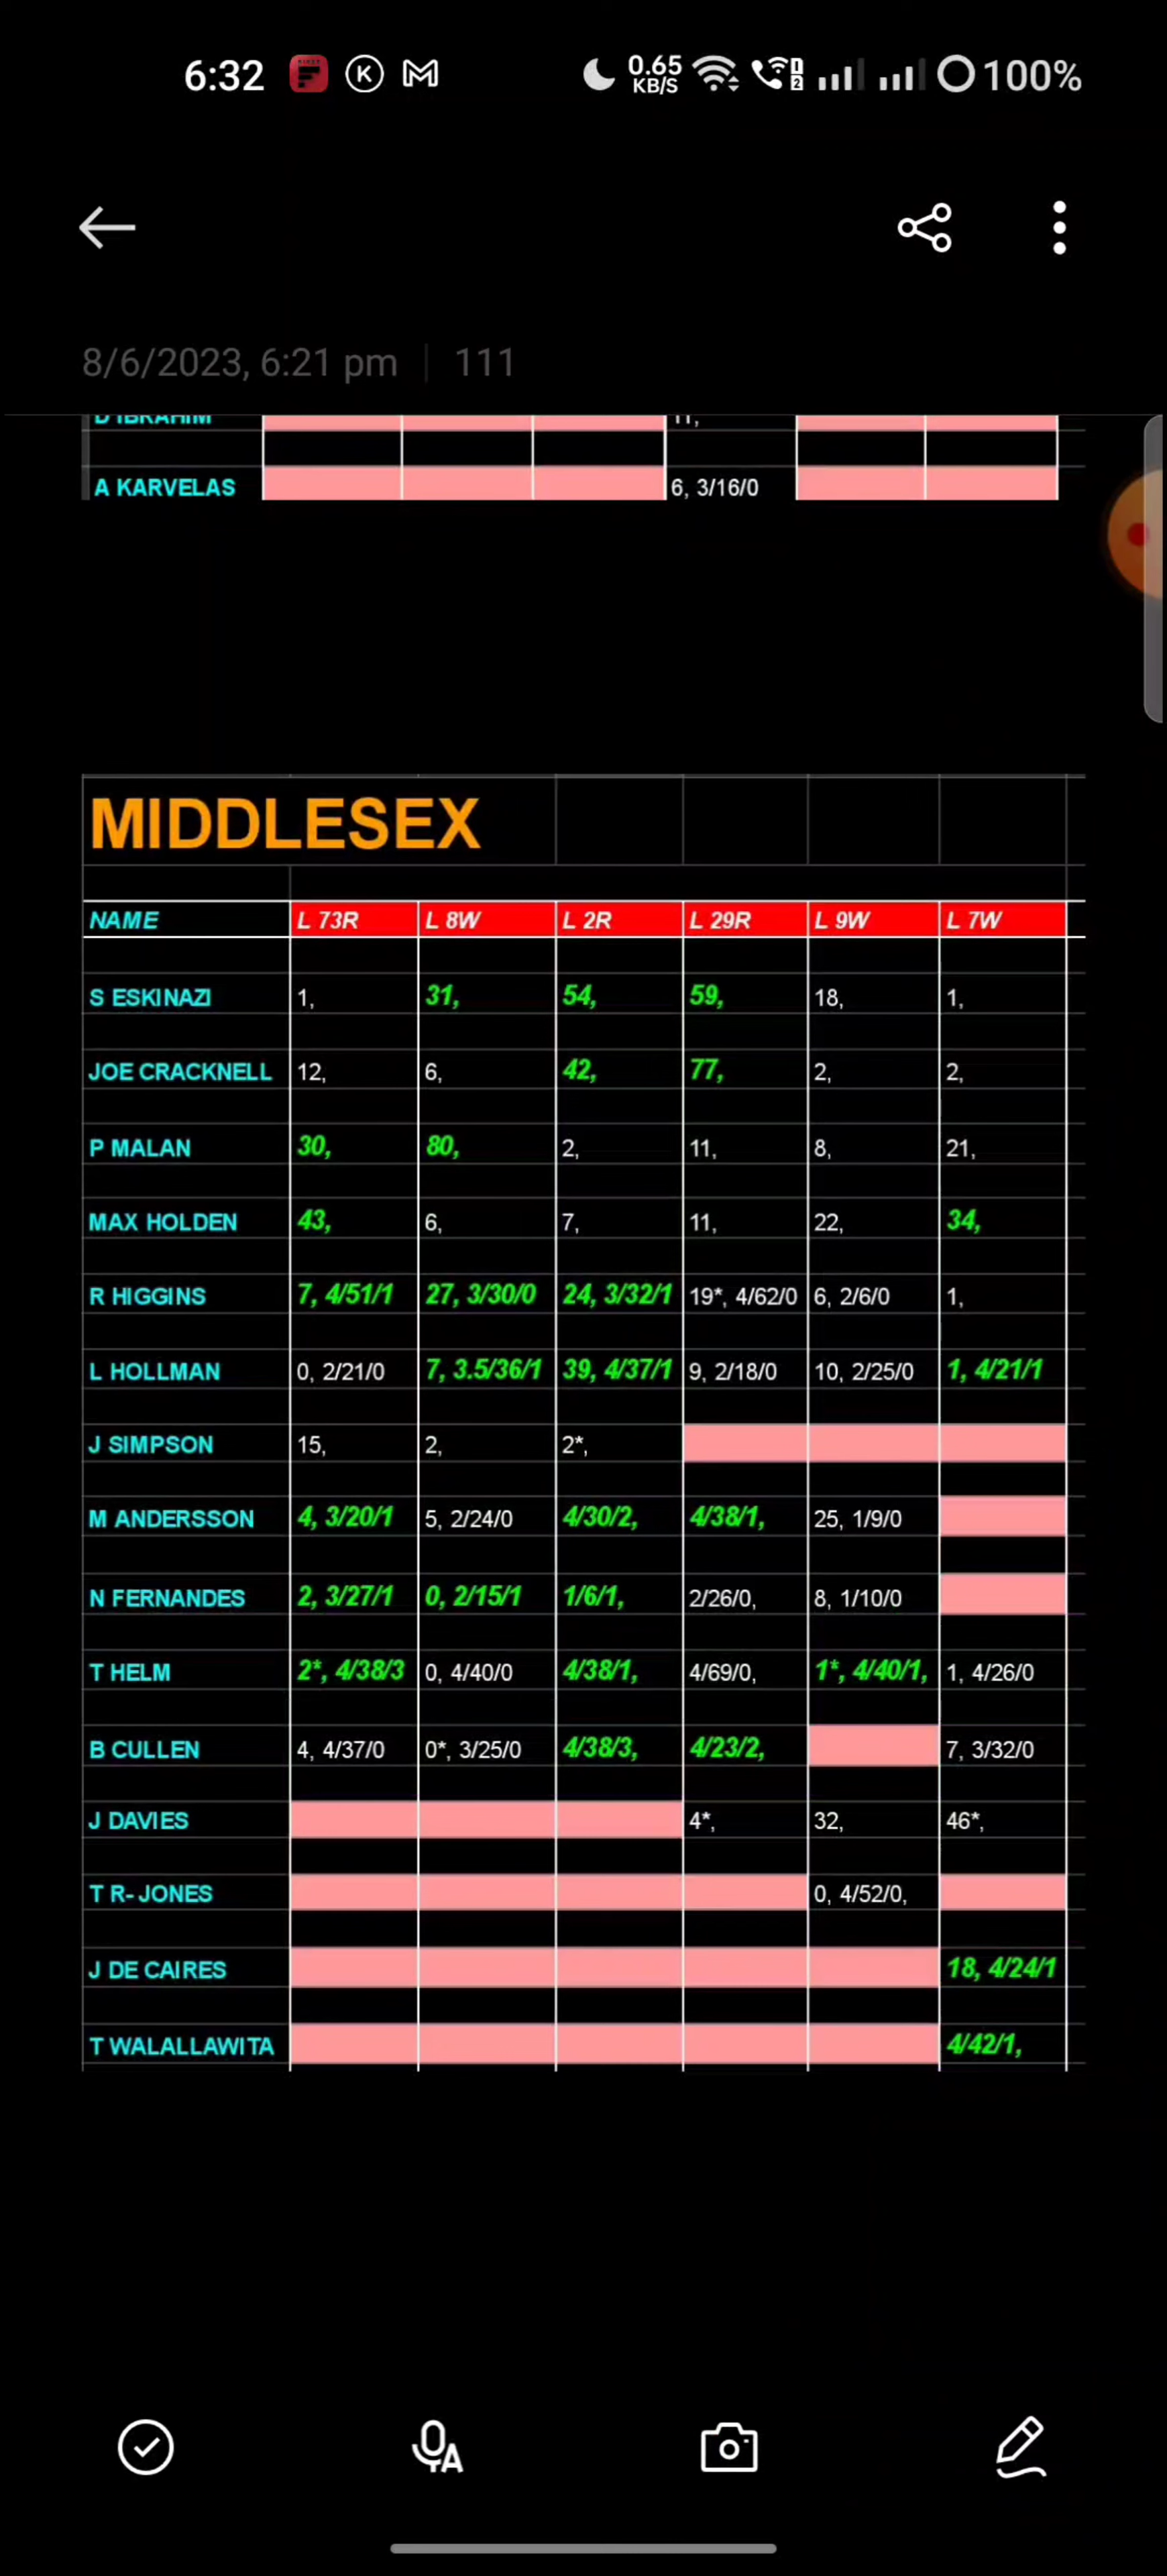 6:32 FIRST K M 0.65 KB/S 1 2 100%
8/6/2023, 6:21 pm | 111
D IBRAHIM 11,
A KARVELAS 6, 3/16/0
MIDDLESEX
NAME L 73R L 8W L 2R L 29R L 9W L 7W
S ESKINAZI 1, 31, 54, 59, 18, 1,
JOE CRACKNELL 12, 6, 42, 77, 2, 2,
P MALAN 30, 80, 2, 11, 8, 21,
MAX HOLDEN 43, 6, 7, 11, 22, 34,
R HIGGINS 7, 4/51/1 27, 3/30/0 24, 3/32/1 19*, 4/62/0 6, 2/6/0 1,
L HOLLMAN 0, 2/21/0 7, 3.5/36/1 39, 4/37/1 9, 2/18/0 10, 2/25/0 1, 4/21/1
J SIMPSON 15, 2, 2*,
M ANDERSSON 4, 3/20/1 5, 2/24/0 4/30/2, 4/38/1, 25, 1/9/0
N FERNANDES 2, 3/27/1 0, 2/15/1 1/6/1, 2/26/0, 8, 1/10/0
T HELM 2*, 4/38/3 0, 4/40/0 4/38/1, 4/69/0, 1*, 4/40/1, 1, 4/26/0
B CULLEN 4, 4/37/0 0*, 3/25/0 4/38/3, 4/23/2, 7, 3/32/0
J DAVIES 4*, 32, 46*,
T R- JONES 0, 4/52/0,
J DE CAIRES 18, 4/24/1
T WALALLAWITA 4/42/1,
A